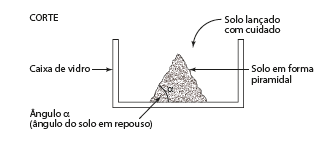 CORTE
Solo lançado
com cuidado
Caixa de vidro
Solo em forma
piramidal
α
Ângulo α
(ângulo do solo em repouso)